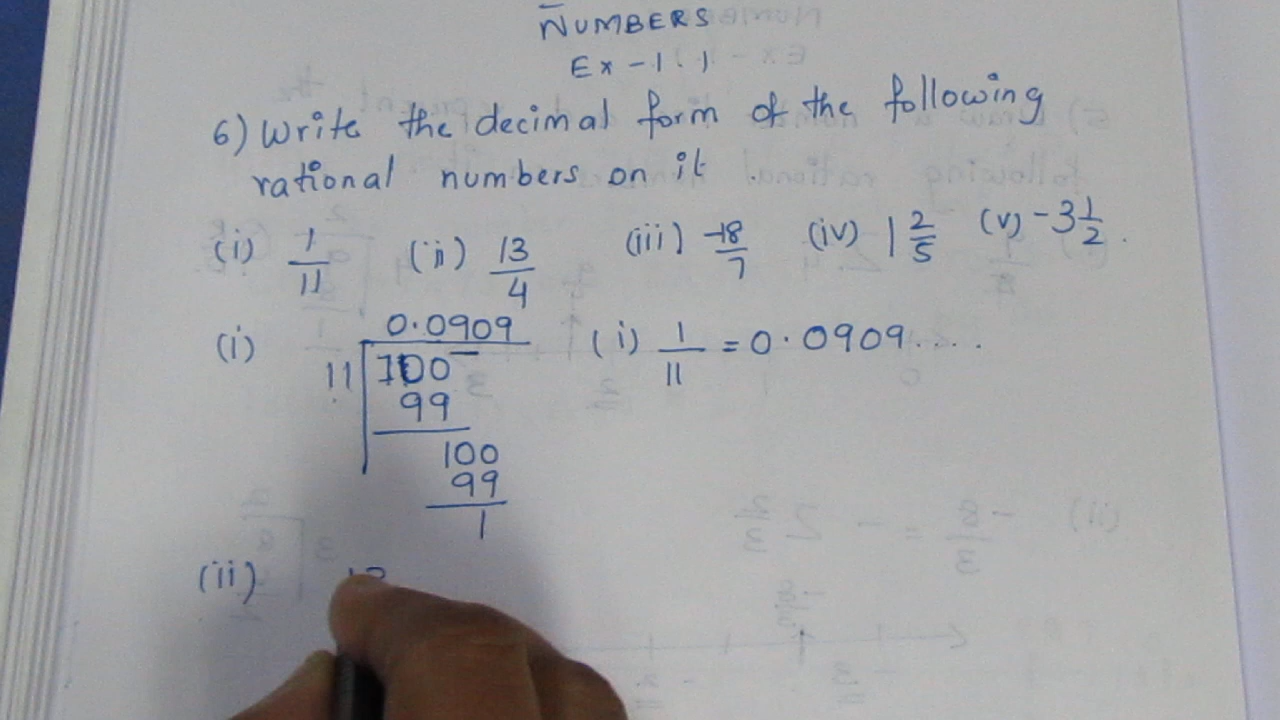 NUMBERS
Ex-1.1
6) Write the decimal form of the following
rational numbers on it.
(i) 1/11 (ii) 13/4 (iii) -18/7 (iv) 1 2/5 (v) -3 1/2.
(i) 0.0909 (i) 1/11 = 0.0909....
11 100
99
100
99
1
(ii)